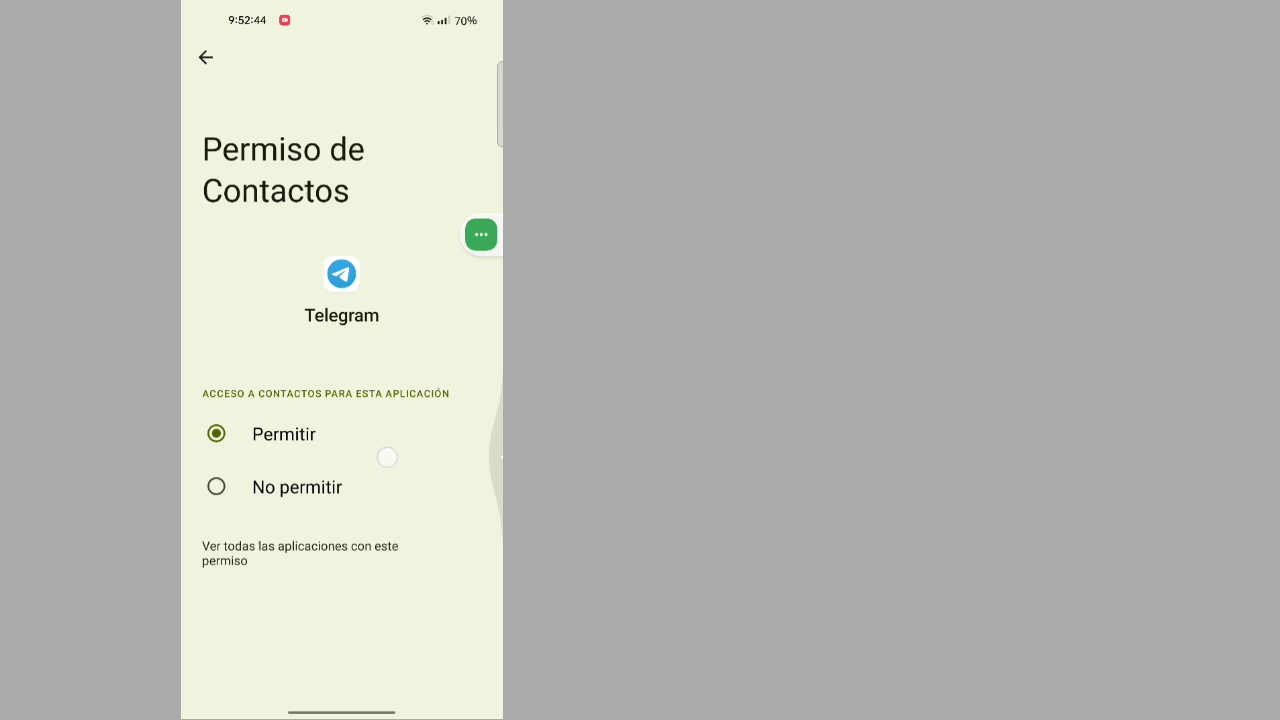 9:52:44
70%
Permiso de
Contactos
Telegram
ACCESO A CONTACTOS PARA ESTA APLICACIÓN
Permitir
No permitir
Ver todas las aplicaciones con este
permiso